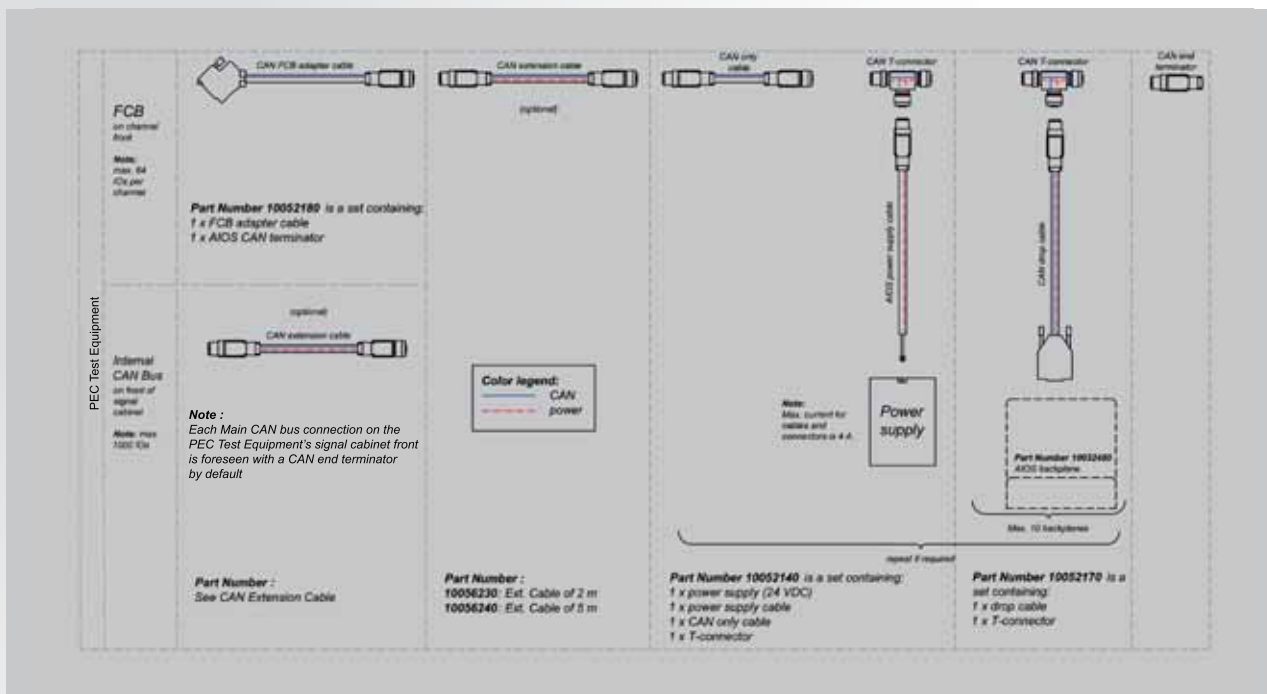 PEC Test Equipment
FCB
on channel
front
Note:
max. 64
IOs per
channel
CAN FCB adapter cable
Part Number 10052180 is a set containing:
1 x FCB adapter cable
1 x AIOS CAN terminator
Internal
CAN Bus
on front of
signal
cabinet
Note: max
1000 IOs
(optional)
CAN extension cable
Note :
Each Main CAN bus connection on the
PEC Test Equipment's signal cabinet front
is foreseen with a CAN end terminator
by default
Part Number :
See CAN Extension Cable
CAN extension cable
(optional)
Color legend:
CAN
power
Part Number :
10056230: Ext. Cable of 2 m
10056240: Ext. Cable of 5 m
CAN only
cable
CAN T-connector
AIOS power supply cable
Note:
Max. current for
cables and
connectors is 4 A.
Power
supply
repeat if required
Part Number 10052140 is a set containing:
1 x power supply (24 VDC)
1 x power supply cable
1 x CAN only cable
1 x T-connector
CAN T-connector
CAN drop cable
Part Number 10032480
AIOS backplane
Max. 10 backplanes
Part Number 10052170 is a
set containing:
1 x drop cable
1 x T-connector
CAN end
terminator